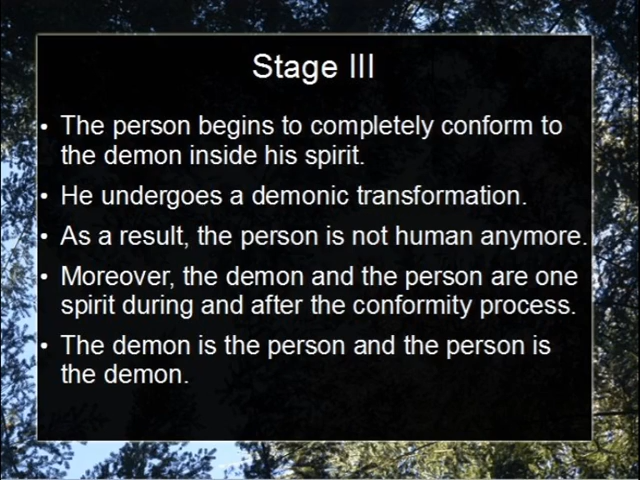 Stage III
• The person begins to completely conform to
the demon inside his spirit.
• He undergoes a demonic transformation.
• As a result, the person is not human anymore.
• Moreover, the demon and the person are one
spirit during and after the conformity process.
• The demon is the person and the person is
the demon.